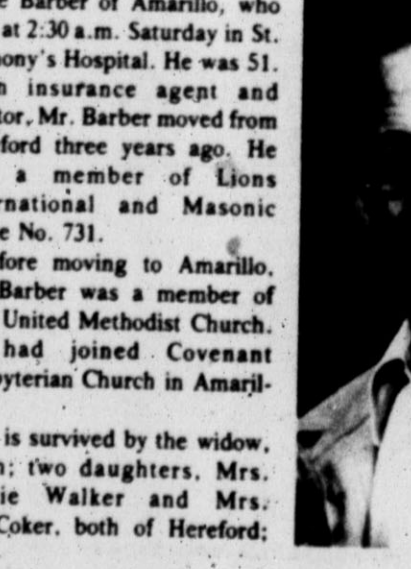 Barber of Amarillo, who
at 2:30 a.m. Saturday in St.
ony's Hospital. He was 51.
h insurance agent and
tor, Mr. Barber moved from
ford three years ago. He
a member of Lions
rnational and Masonic
e No. 731.
fore moving to Amarillo,
Barber was a member of
United Methodist Church.
had joined Covenant
byterian Church in Amaril-
is survived by the widow,
n; two daughters, Mrs.
ie Walker and Mrs.
Coker, both of Hereford;